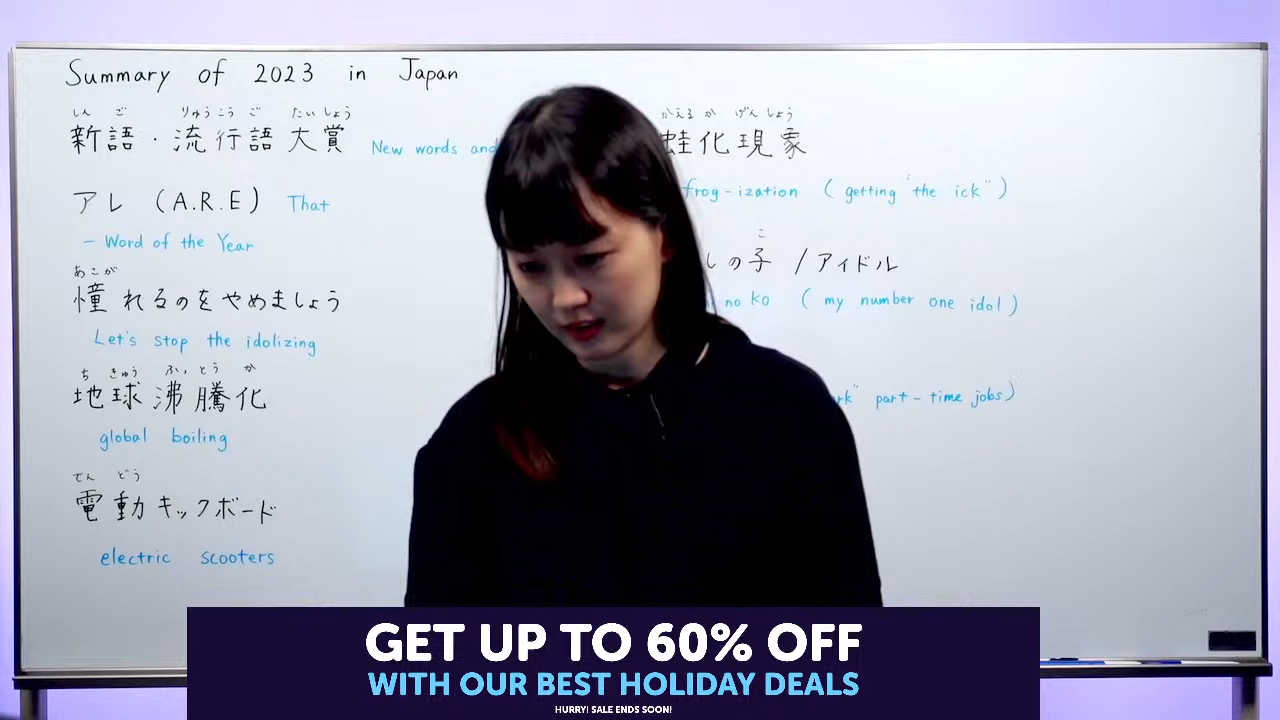 Summary of 2023 in Japan
しん ご りゅうこう ご たいしょう
新語・流行語大賞 New words and
アレ (A.R.E) That
- Word of the Year
あこが
憧れるのをやめましょう
Let's stop the idolizing
ちきゅう ふっとう か
地球沸騰化
global boiling
でんどう
電動キックボード
electric scooters
かえる か げんしょう
蛙化現象
frog-ization (getting "the ick")
こ
しの子 /アイドル
no ko (my number one idol)
part-time jobs)
GET UP TO 60% OFF
WITH OUR BEST HOLIDAY DEALS
HURRY! SALE ENDS SOON!